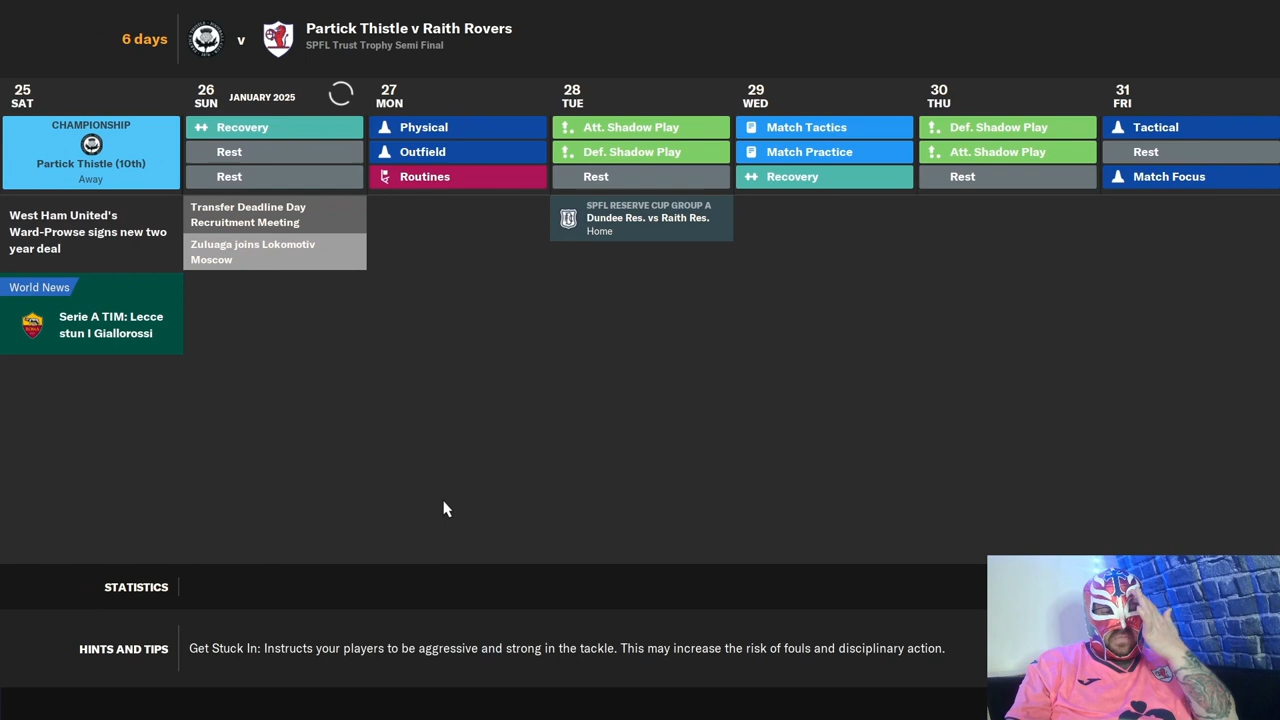 6 days
v
Partick Thistle v Raith Rovers
SPFL Trust Trophy Semi Final
25
SAT
26
SUN
JANUARY 2025
27
MON
28
TUE
29
WED
30
THU
31
FRI
CHAMPIONSHIP
Partick Thistle (10th)
Away
Recovery
Rest
Rest
Physical
Outfield
Routines
Att. Shadow Play
Def. Shadow Play
Rest
Match Tactics
Match Practice
Recovery
Def. Shadow Play
Att. Shadow Play
Rest
Tactical
Rest
Match Focus
West Ham United's
Ward-Prowse signs new two
year deal
Transfer Deadline Day
Recruitment Meeting
Zuluaga joins Lokomotiv
Moscow
SPFL RESERVE CUP GROUP A
Dundee Res. vs Raith Res.
Home
World News
Serie A TIM: Lecce
stun I Giallorossi
STATISTICS
HINTS AND TIPS
Get Stuck In: Instructs your players to be aggressive and strong in the tackle. This may increase the risk of fouls and disciplinary action.